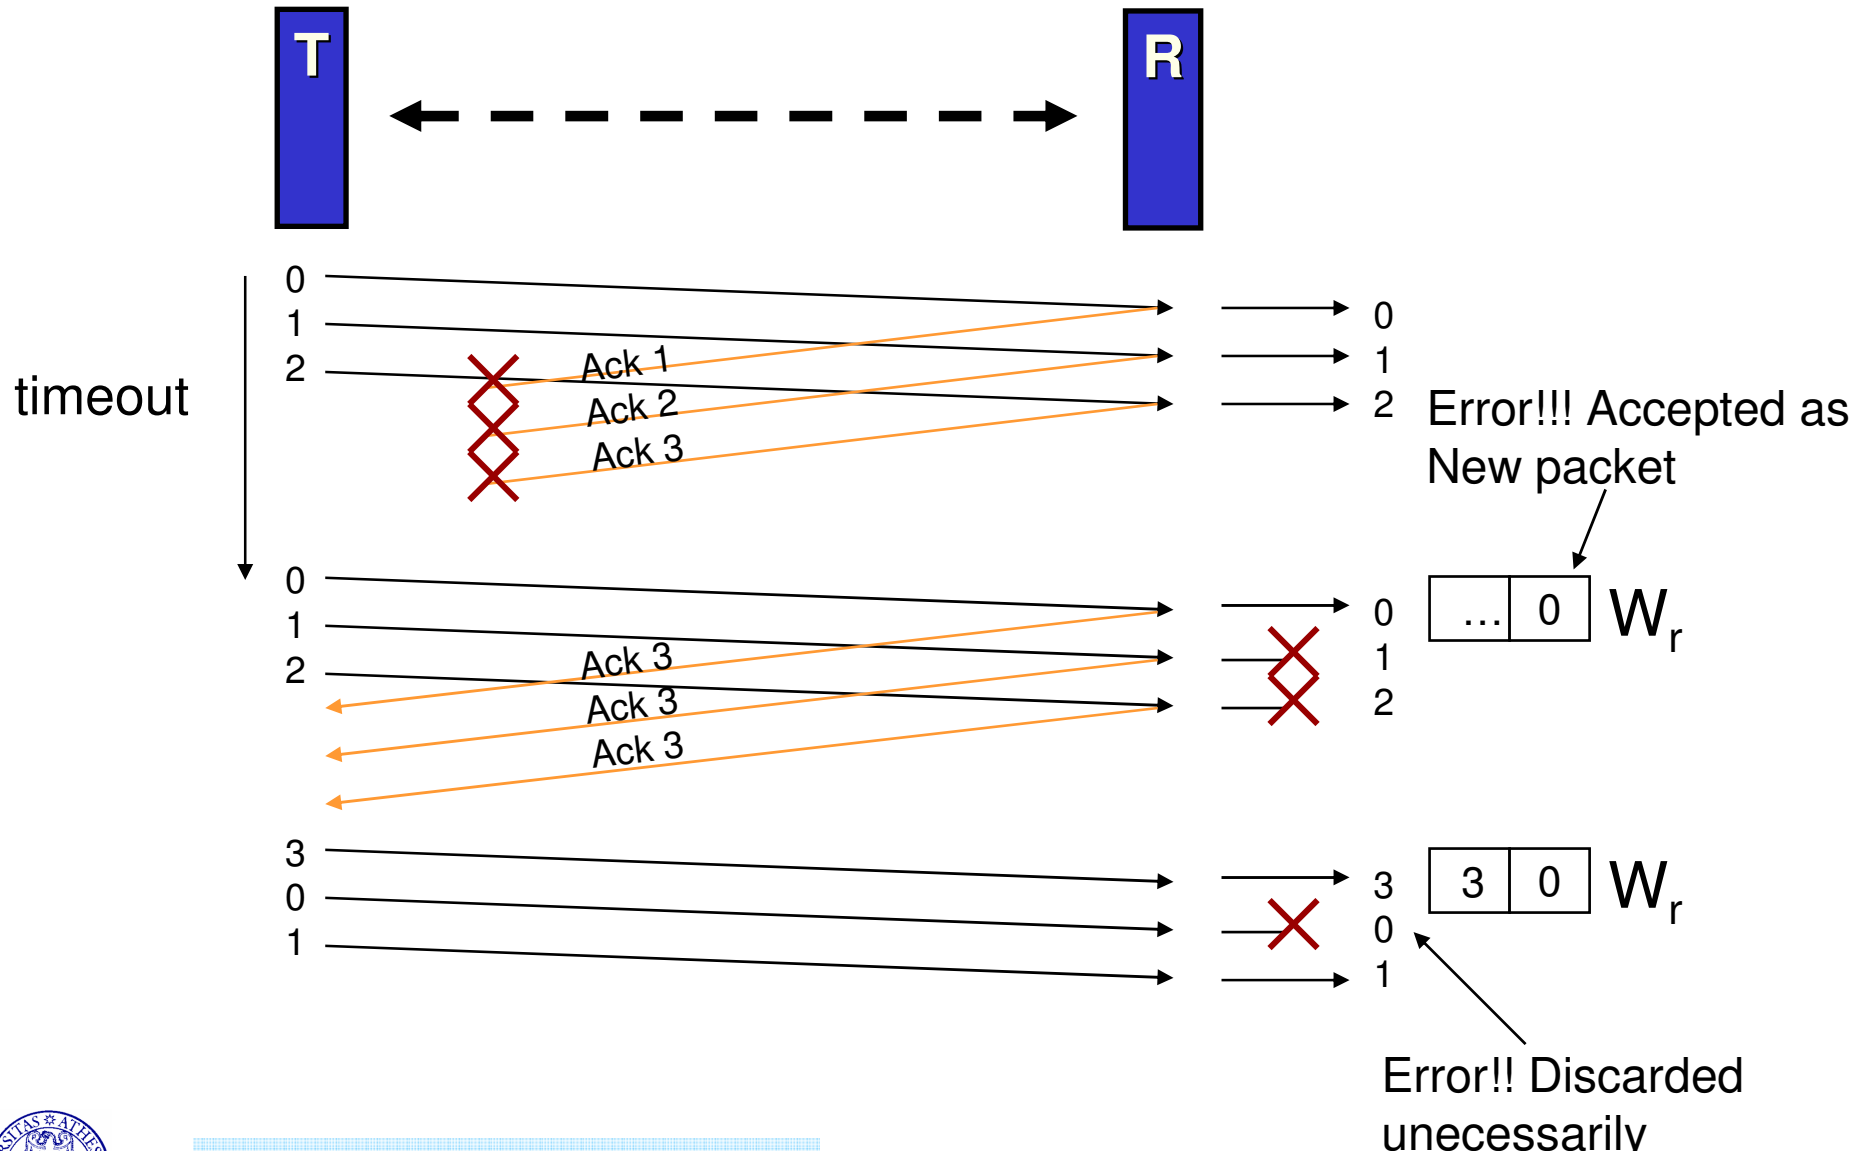 T
R
0
1
2
timeout
Ack 1
Ack 2
Ack 3
0
1
2
Error!!! Accepted as
New packet
0
1
2
Ack 3
Ack 3
Ack 3
0
1
2
... 0 Wr
3
0
1
3
0
1
3 0 Wr
Error!! Discarded
unecessarily